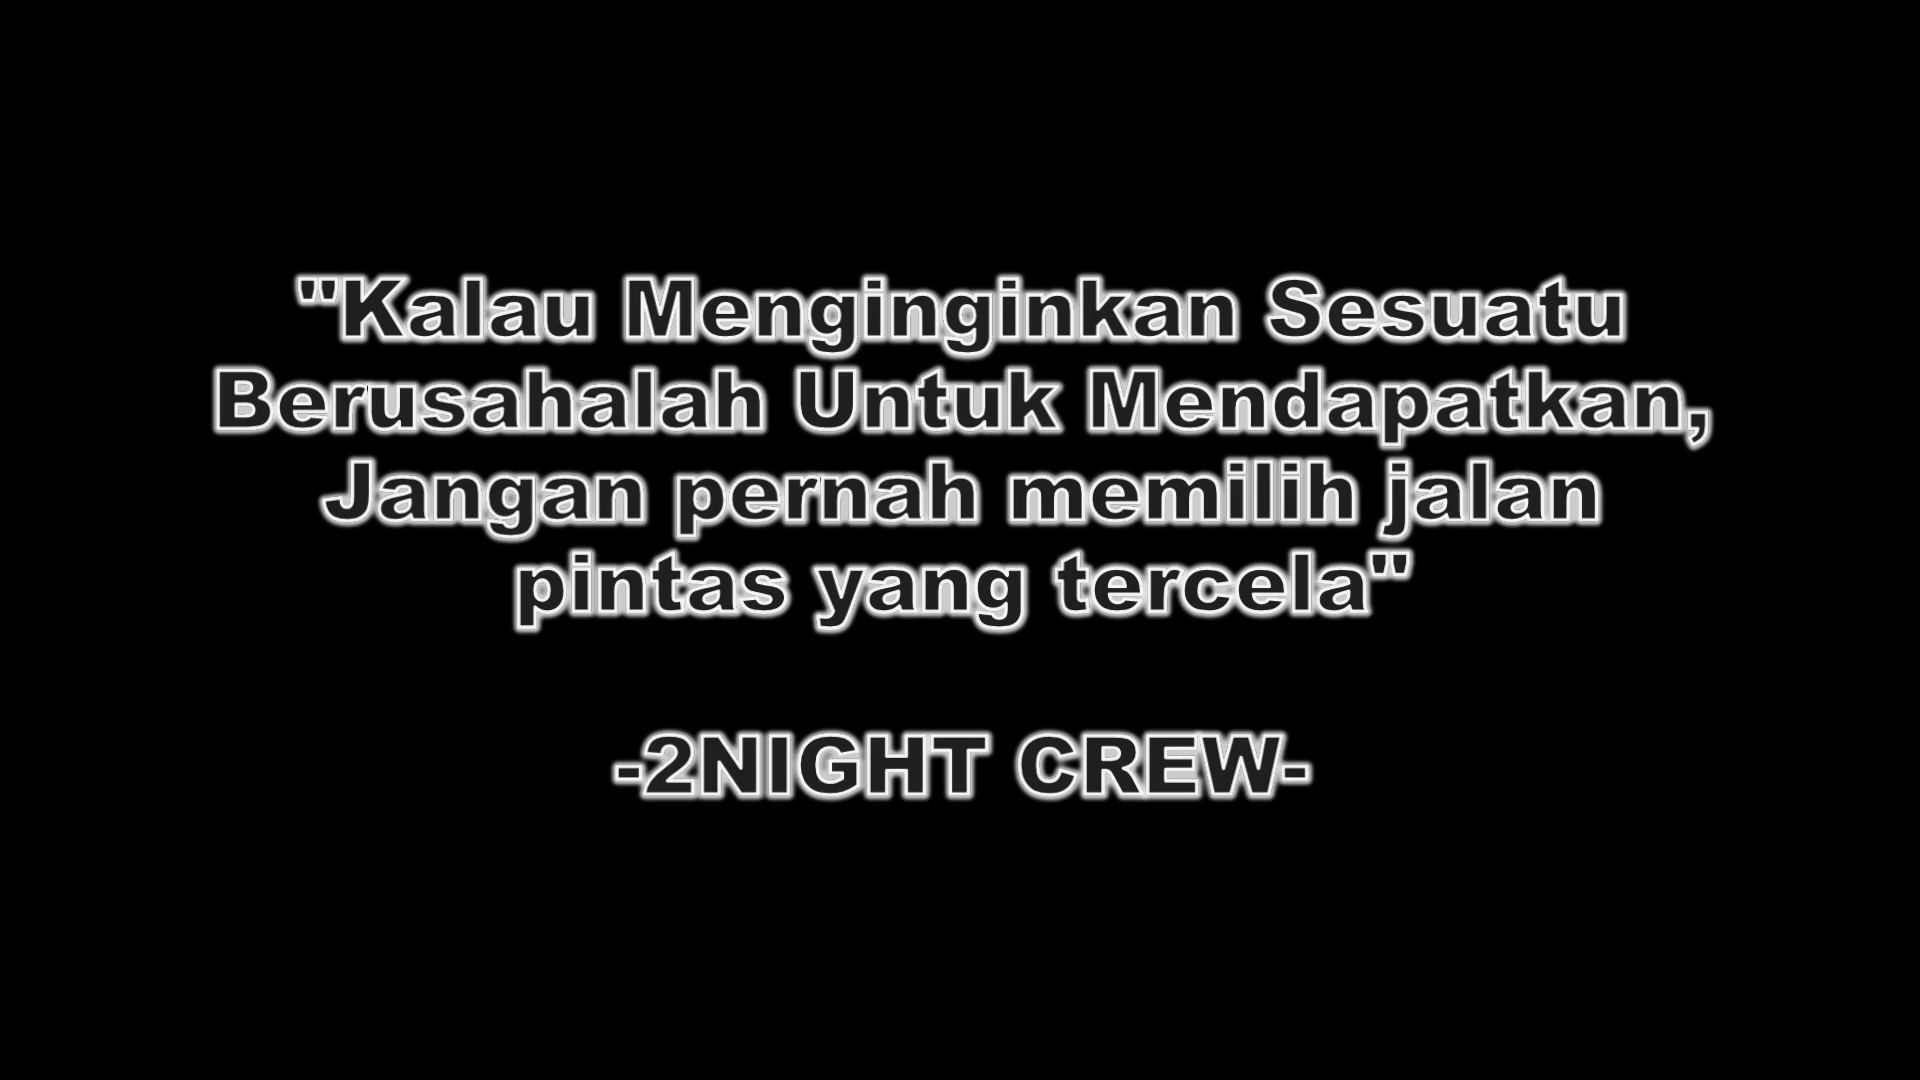 "Kalau Menginginkan Sesuatu
Berusahalah Untuk Mendapatkan,
Jangan pernah memilih jalan
pintas yang tercela"
-2NIGHT CREW-